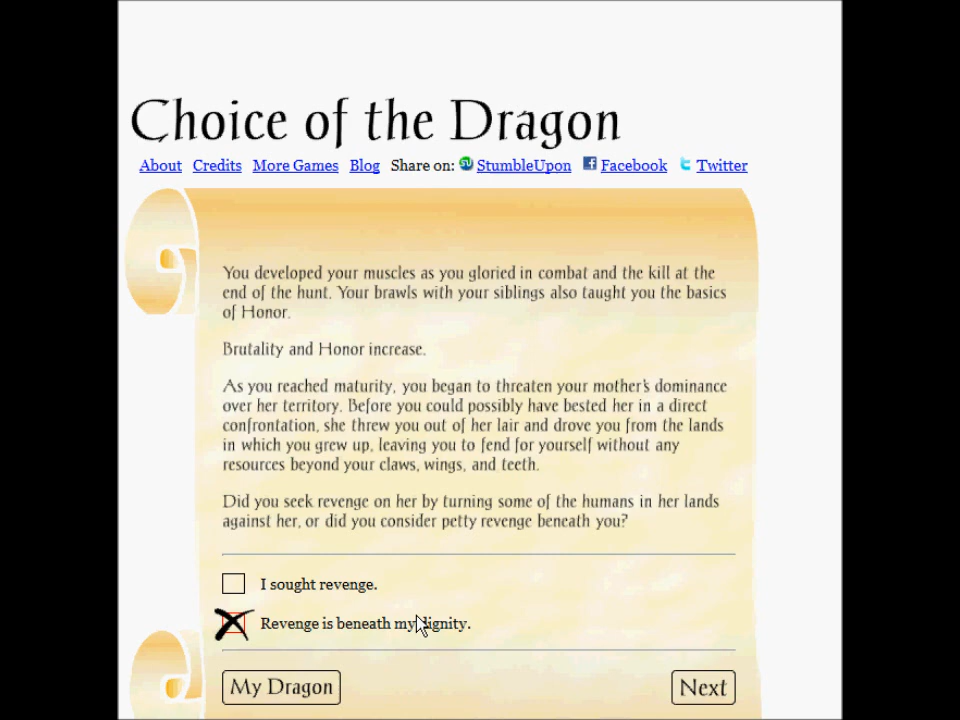 Choice of the Dragon
About Credits More Games Blog Share on: StumbleUpon Facebook Twitter
You developed your muscles as you gloried in combat and the kill at the
end of the hunt. Your brawls with your siblings also taught you the basics
of Honor.
Brutality and Honor increase.
As you reached maturity, you began to threaten your mother's dominance
over her territory. Before you could possibly have bested her in a direct
confrontation, she threw you out of her lair and drove you from the lands
in which you grew up, leaving you to fend for yourself without any
resources beyond your claws, wings, and teeth.
Did you seek revenge on her by turning some of the humans in her lands
against her, or did you consider petty revenge beneath you?
I sought revenge.
Revenge is beneath my dignity.
My Dragon
Next